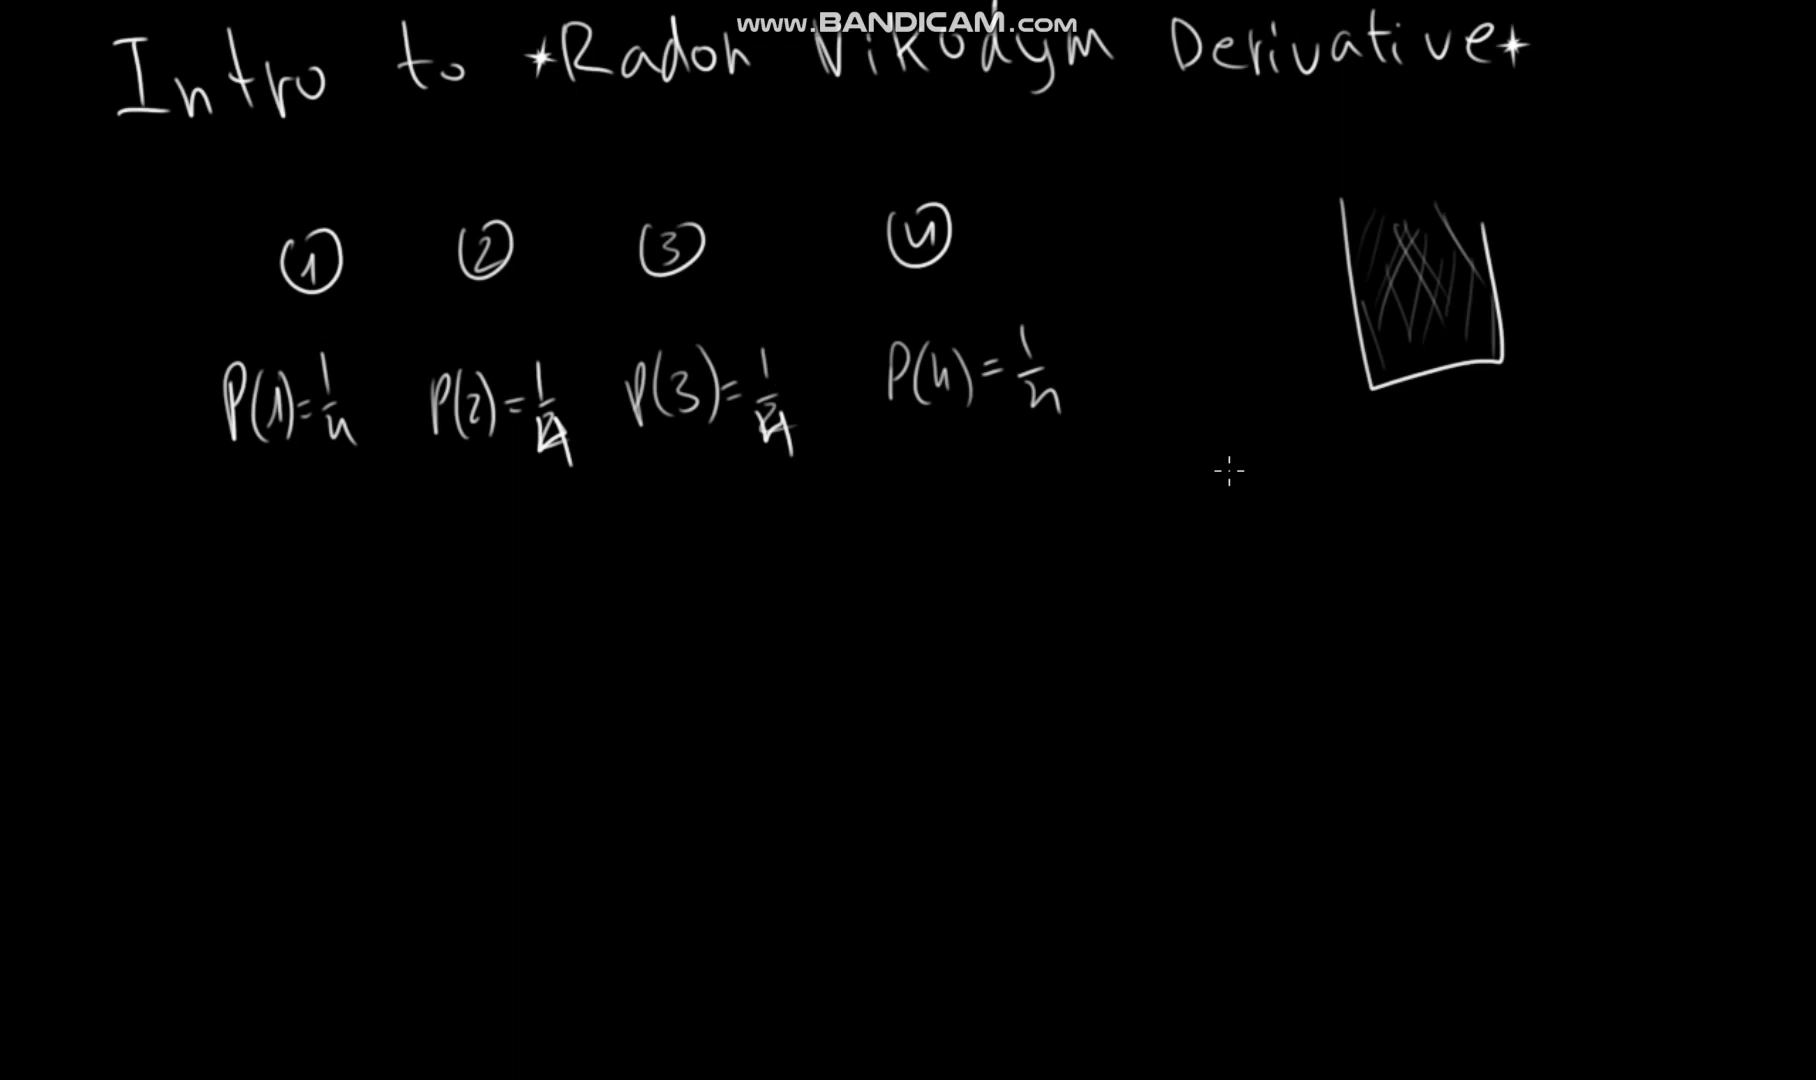 www.BANDICAM.com
Intro to *Radon Nikodym Derivative*
1 2 3 4
P(1)=1/4 P(2)=1/4 P(3)=1/4 P(4)=1/4